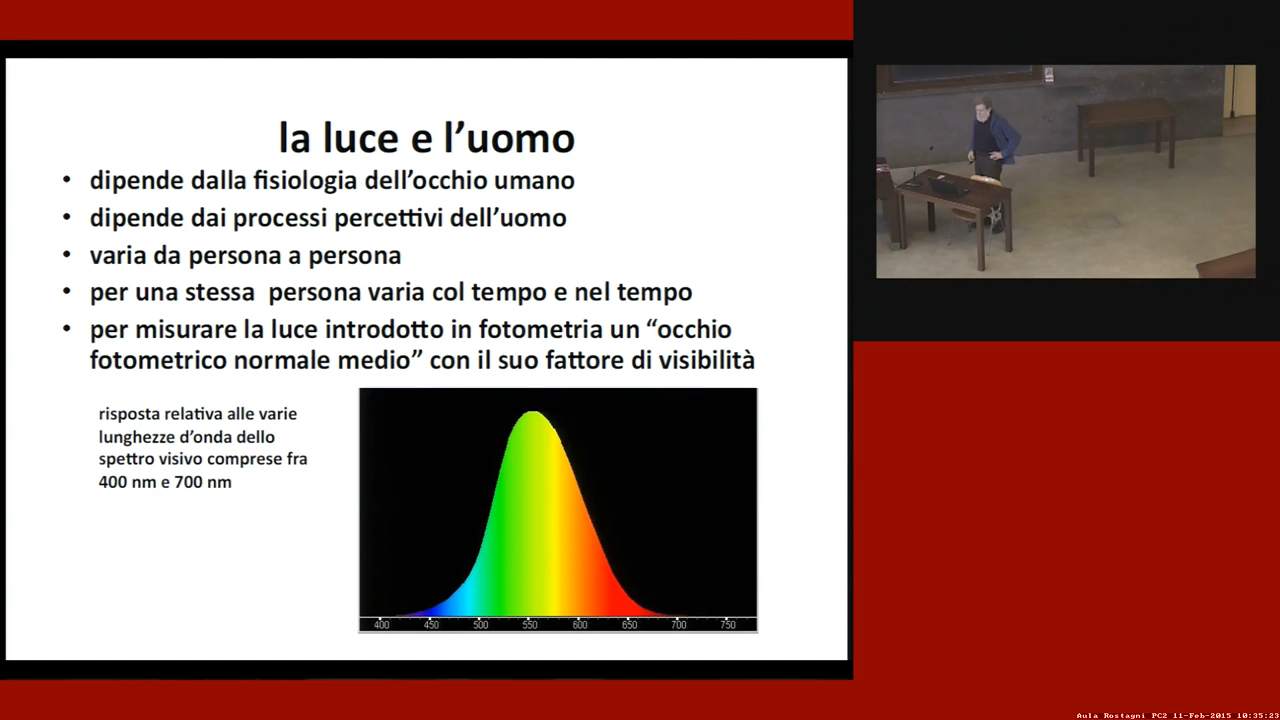 la luce e l’uomo
• dipende dalla fisiologia dell’occhio umano
• dipende dai processi percettivi dell’uomo
• varia da persona a persona
• per una stessa  persona varia col tempo e nel tempo
• per misurare la luce introdotto in fotometria un “occhio
fotometrico normale medio” con il suo fattore di visibilità
risposta relativa alle varie
lunghezze d’onda dello
spettro visivo comprese fra
400 nm e 700 nm
400 450 500 550 600 650 700 750
Aula Rostagni PC2 11-Feb-2015 10:35:23